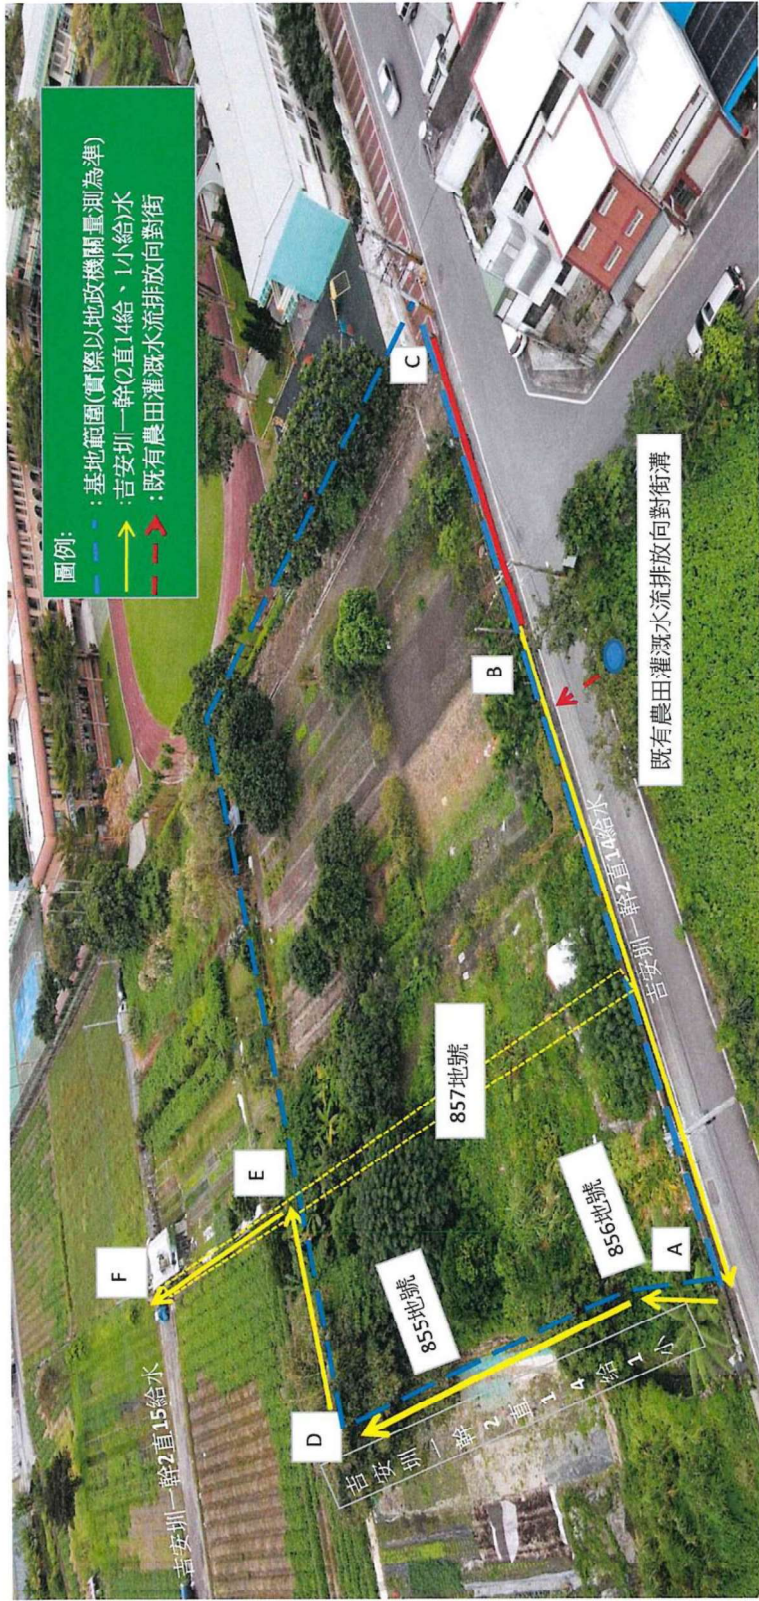 圖例:
: 基地範圍(實際以地政機關量測為準)
:吉安圳一幹(2直14給、1小給)水
:既有農田灌溉水流排放向對街
吉安圳一幹2直15給水
F
E
D
C
B
A
857地號
856地號
855地號
吉安圳一幹2直14給1小
吉安圳一幹2直14給水
既有農田灌溉水流排放向對街溝